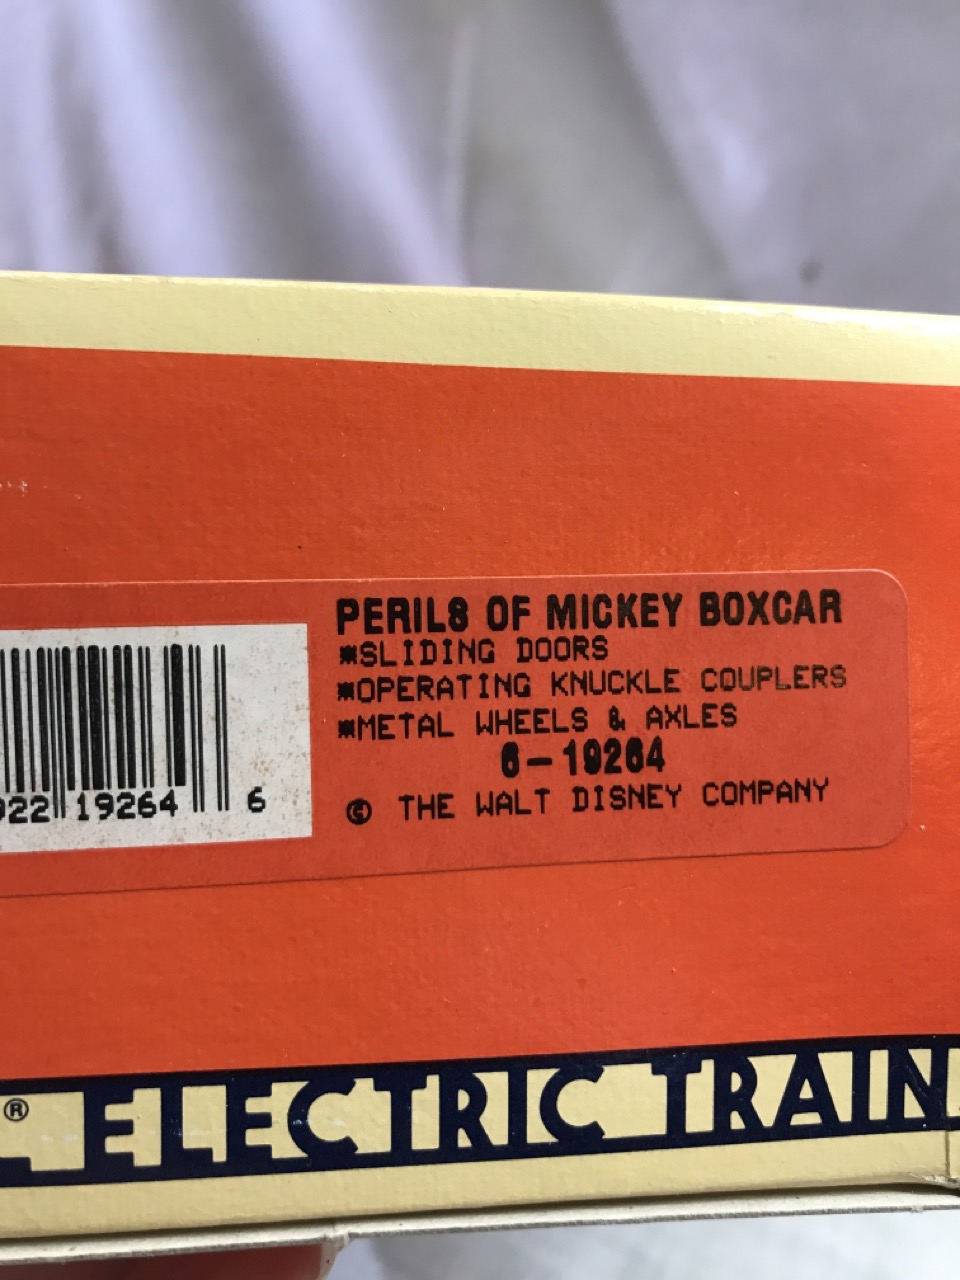 PERILS OF MICKEY BOXCAR
*SLIDING DOORS
*OPERATING KNUCKLE COUPLERS
*METAL WHEELS & AXLES
6-19264
© THE WALT DISNEY COMPANY
922 19264 6
® ELECTRIC TRAIN